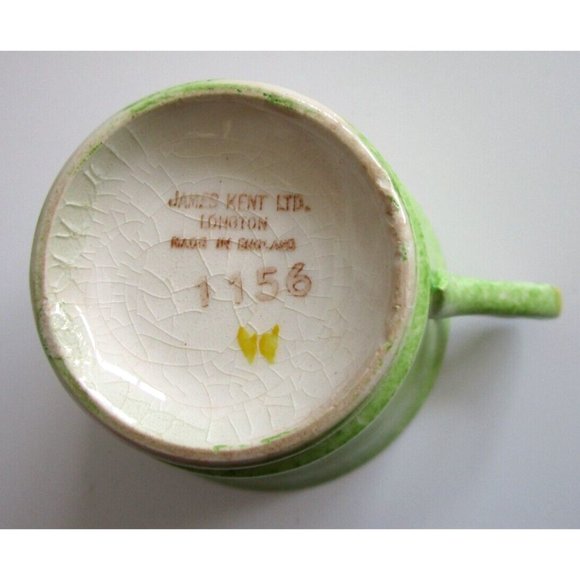 JAMES KENT LTD.
LONGTON
MADE IN ENGLAND
1156